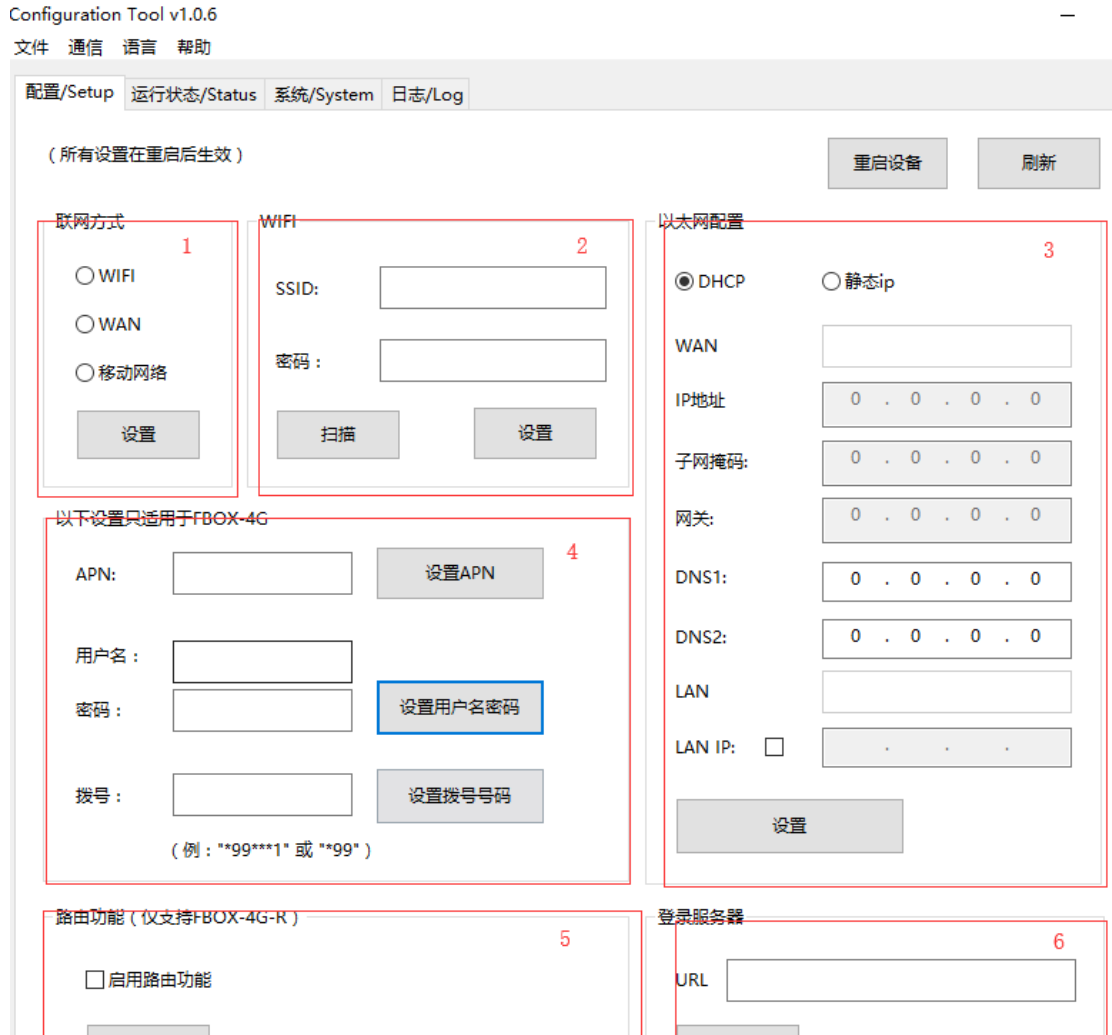 Configuration Tool v1.0.6
文件 通信 语言 帮助
配置/Setup 运行状态/Status 系统/System 日志/Log
（所有设置在重启后生效） 重启设备 刷新
联网方式
1
WIFI
WAN
移动网络
设置
WIFI
2
SSID:
密码：
扫描 设置
以太网配置
3
DHCP 静态ip
WAN
IP地址 0 . 0 . 0 . 0
子网掩码: 0 . 0 . 0 . 0
网关: 0 . 0 . 0 . 0
DNS1: 0 . 0 . 0 . 0
DNS2: 0 . 0 . 0 . 0
LAN
LAN IP: . . .
设置
以下设置只适用于FBOX-4G
4
APN: 设置APN
用户名：
密码： 设置用户名密码
拨号： 设置拨号号码
（例："*99***1" 或 "*99"）
路由功能（仅支持FBOX-4G-R）
5
启用路由功能
登录服务器
6
URL